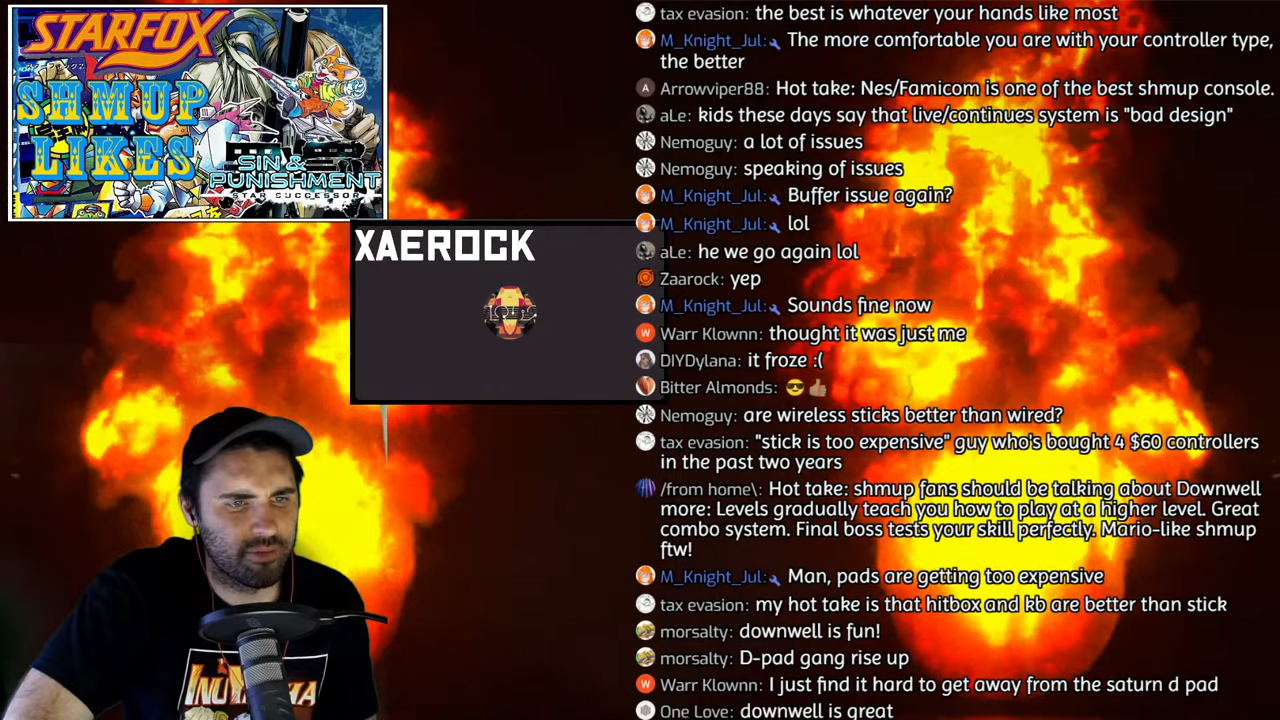 STARFOX
SHMUP
LIKES
SIN &
PUNISHMENT
STAR SUCCESSOR
XAEROCK
tax evasion: the best is whatever your hands like most
M_Knight_Jul: The more comfortable you are with your controller type,
the better
Arrowviper88: Hot take: Nes/Famicom is one of the best shmup console.
aLe: kids these days say that live/continues system is "bad design"
Nemoguy: a lot of issues
Nemoguy: speaking of issues
M_Knight_Jul: Buffer issue again?
M_Knight_Jul: lol
aLe: he we go again lol
Zaarock: yep
M_Knight_Jul: Sounds fine now
W Warr Klownn: thought it was just me
DIYDylana: it froze :(
Bitter Almonds: 😎👍🏽
Nemoguy: are wireless sticks better than wired?
tax evasion: "stick is too expensive" guy who's bought 4 $60 controllers
in the past two years
/from home\: Hot take: shmup fans should be talking about Downwell
more: Levels gradually teach you how to play at a higher level. Great
combo system. Final boss tests your skill perfectly. Mario-like shmup
ftw!
M_Knight_Jul: Man, pads are getting too expensive
tax evasion: my hot take is that hitbox and kb are better than stick
morsalty: downwell is fun!
morsalty: D-pad gang rise up
W Warr Klownn: I just find it hard to get away from the saturn d pad
One Love: downwell is great